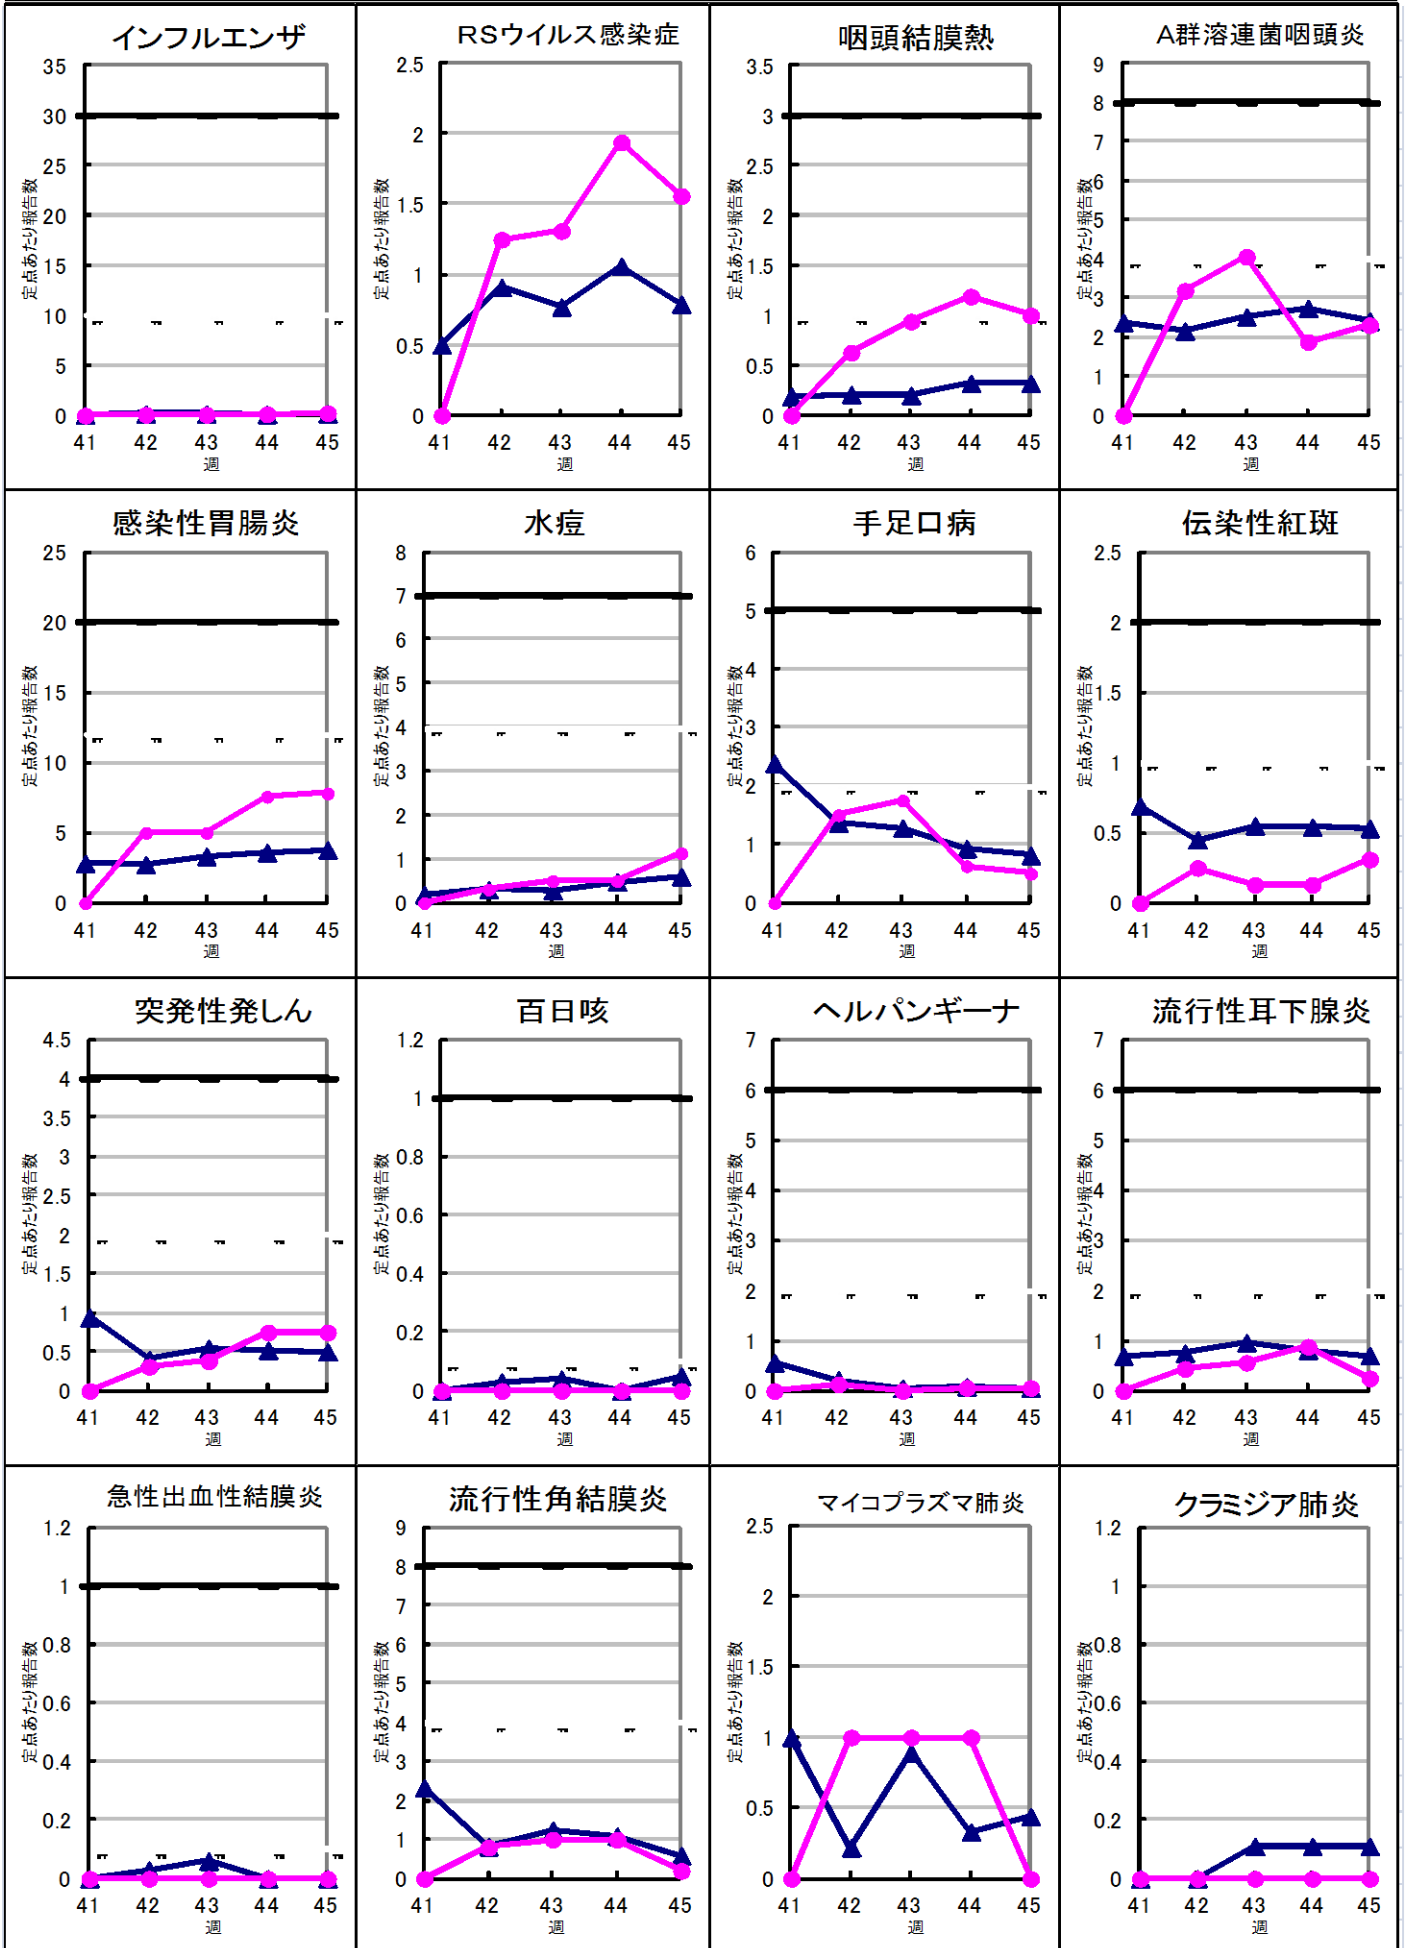 インフルエンザ
35
30
25
20
15
10
5
0
定点あたり報告数
41 42 43 44 45
週
RSウイルス感染症
2.5
2
1.5
1
0.5
0
定点あたり報告数
41 42 43 44 45
週
咽頭結膜熱
3.5
3
2.5
2
1.5
1
0.5
0
定点あたり報告数
41 42 43 44 45
週
A群溶連菌咽頭炎
9
8
7
6
5
4
3
2
1
0
定点あたり報告数
41 42 43 44 45
週
感染性胃腸炎
25
20
15
10
5
0
定点あたり報告数
41 42 43 44 45
週
水痘
8
7
6
5
4
3
2
1
0
定点あたり報告数
41 42 43 44 45
週
手足口病
6
5
4
3
2
1
0
定点あたり報告数
41 42 43 44 45
週
伝染性紅斑
2.5
2
1.5
1
0.5
0
定点あたり報告数
41 42 43 44 45
週
突発性発しん
4.5
4
3.5
3
2.5
2
1.5
1
0.5
0
定点あたり報告数
41 42 43 44 45
週
百日咳
1.2
1
0.8
0.6
0.4
0.2
0
定点あたり報告数
41 42 43 44 45
週
ヘルパンギーナ
7
6
5
4
3
2
1
0
定点あたり報告数
41 42 43 44 45
週
流行性耳下腺炎
7
6
5
4
3
2
1
0
定点あたり報告数
41 42 43 44 45
週
急性出血性結膜炎
1.2
1
0.8
0.6
0.4
0.2
0
定点あたり報告数
41 42 43 44 45
週
流行性角結膜炎
9
8
7
6
5
4
3
2
1
0
定点あたり報告数
41 42 43 44 45
週
マイコプラズマ肺炎
2.5
2
1.5
1
0.5
0
定点あたり報告数
41 42 43 44 45
週
クラミジア肺炎
1.2
1
0.8
0.6
0.4
0.2
0
定点あたり報告数
41 42 43 44 45
週